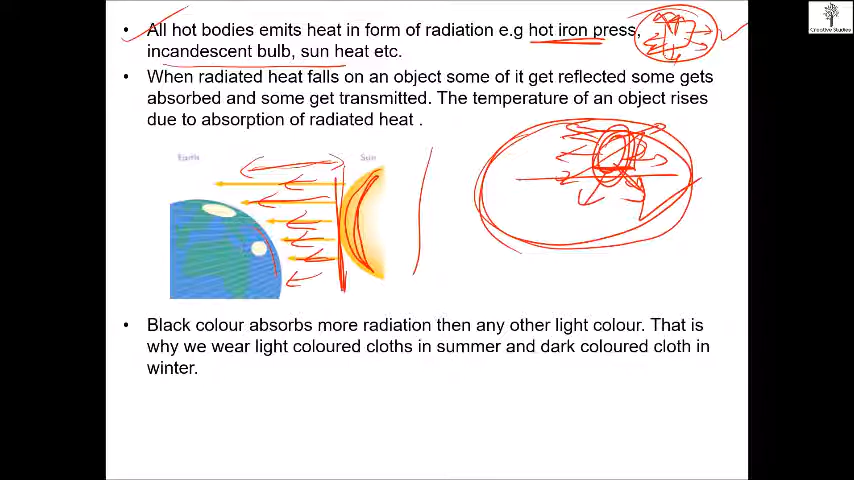 Creative Studies
• All hot bodies emits heat in form of radiation e.g hot iron press,
incandescent bulb, sun heat etc.
• When radiated heat falls on an object some of it get reflected some gets
absorbed and some get transmitted. The temperature of an object rises
due to absorption of radiated heat .
Earth
Sun
• Black colour absorbs more radiation then any other light colour. That is
why we wear light coloured cloths in summer and dark coloured cloth in
winter.